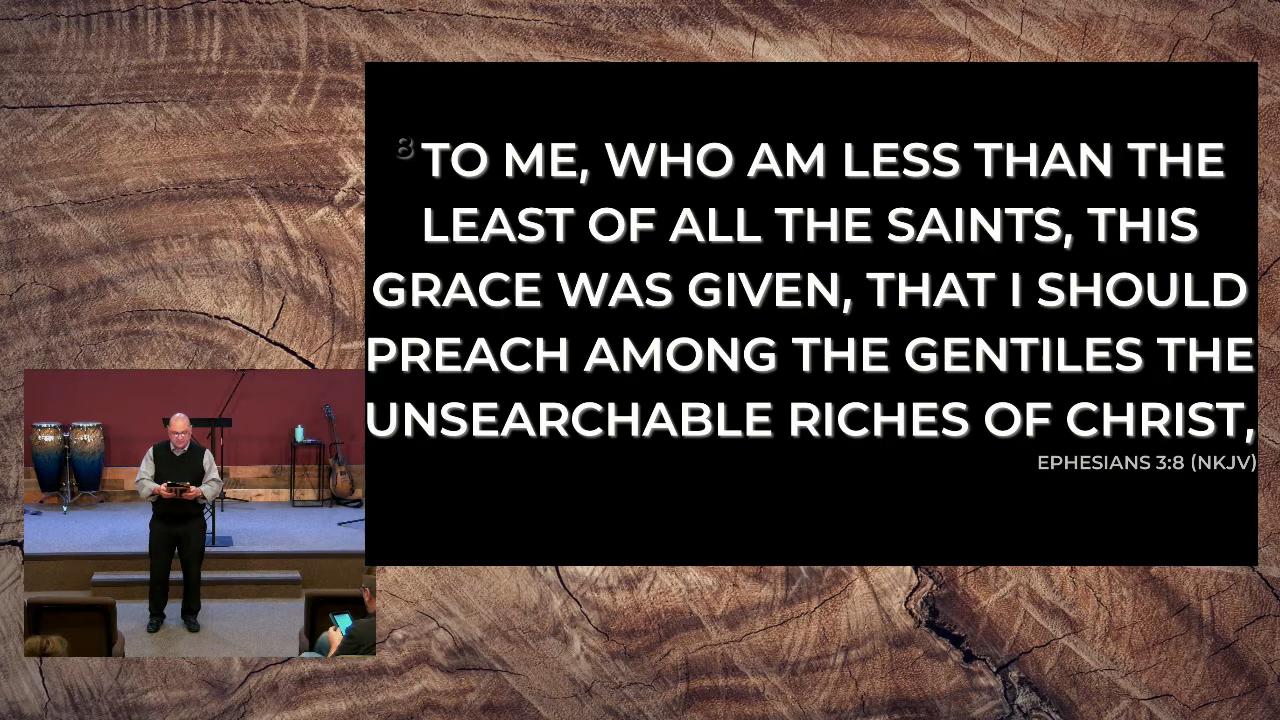 8 TO ME, WHO AM LESS THAN THE
LEAST OF ALL THE SAINTS, THIS
GRACE WAS GIVEN, THAT I SHOULD
PREACH AMONG THE GENTILES THE
UNSEARCHABLE RICHES OF CHRIST,
EPHESIANS 3:8 (NKJV)